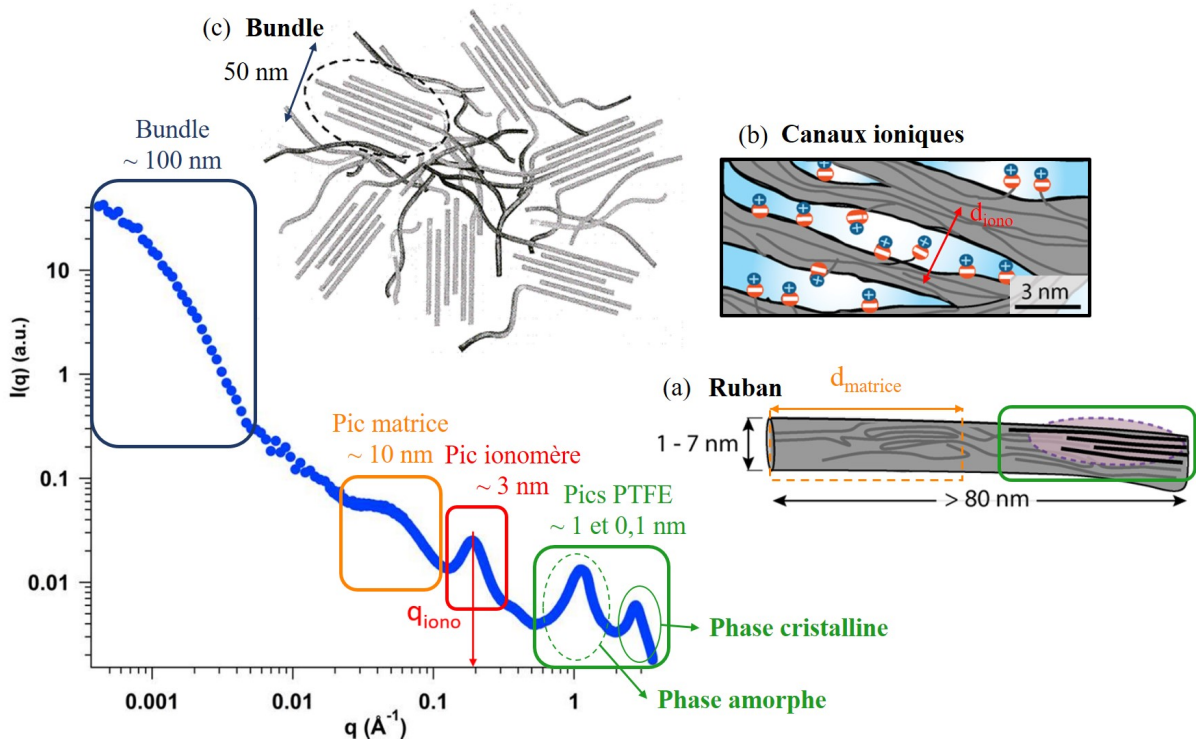 (c) Bundle
50 nm
Bundle
~ 100 nm
(b) Canaux ioniques
d_iono
3 nm
(a) Ruban
d_matrice
1 - 7 nm
> 80 nm
Pic matrice
~ 10 nm
Pic ionomère
~ 3 nm
Pics PTFE
~ 1 et 0,1 nm
q_iono
Phase cristalline
Phase amorphe
I(q) (a.u.)
10
1
0.1
0.01
0.001
0.01
0.1
1
q (Å⁻¹)